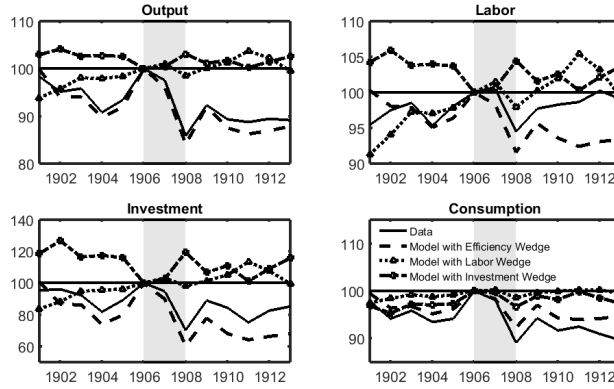 Output
110
100
90
80
1902 1904 1906 1908 1910 1912
Labor
110
105
100
95
90
1902 1904 1906 1908 1910 1912
Investment
140
120
100
80
60
1902 1904 1906 1908 1910 1912
Consumption
110
100
90
Data
Model with Efficiency Wedge
Model with Labor Wedge
Model with Investment Wedge
1902 1904 1906 1908 1910 1912